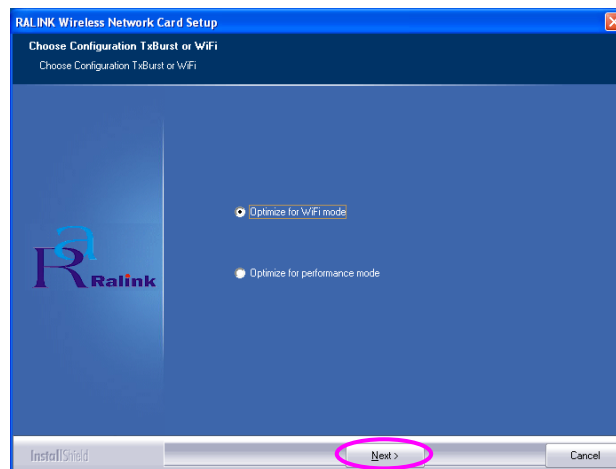 RALINK Wireless Network Card Setup
Choose Configuration TxBurst or WiFi
Choose Configuration TxBurst or WiFi
Optimize for WiFi mode
Optimize for performance mode
Ralink
InstallShield
Next >
Cancel